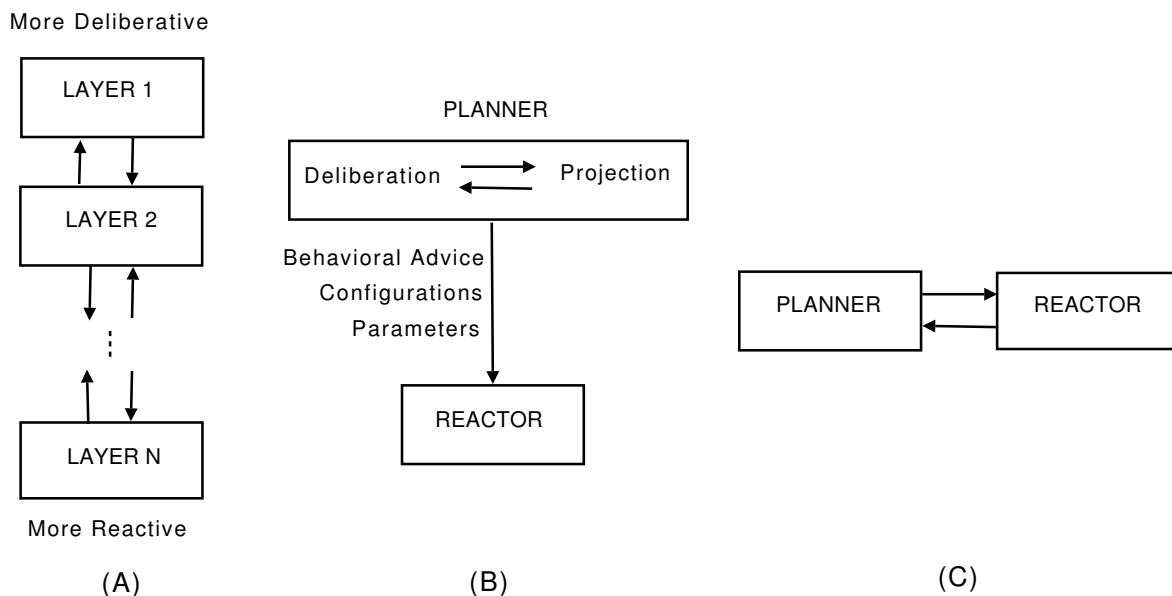 More Deliberative
LAYER 1
LAYER 2
LAYER N
More Reactive
(A)
PLANNER
Deliberation
Projection
Behavioral Advice
Configurations
Parameters
REACTOR
(B)
PLANNER
REACTOR
(C)